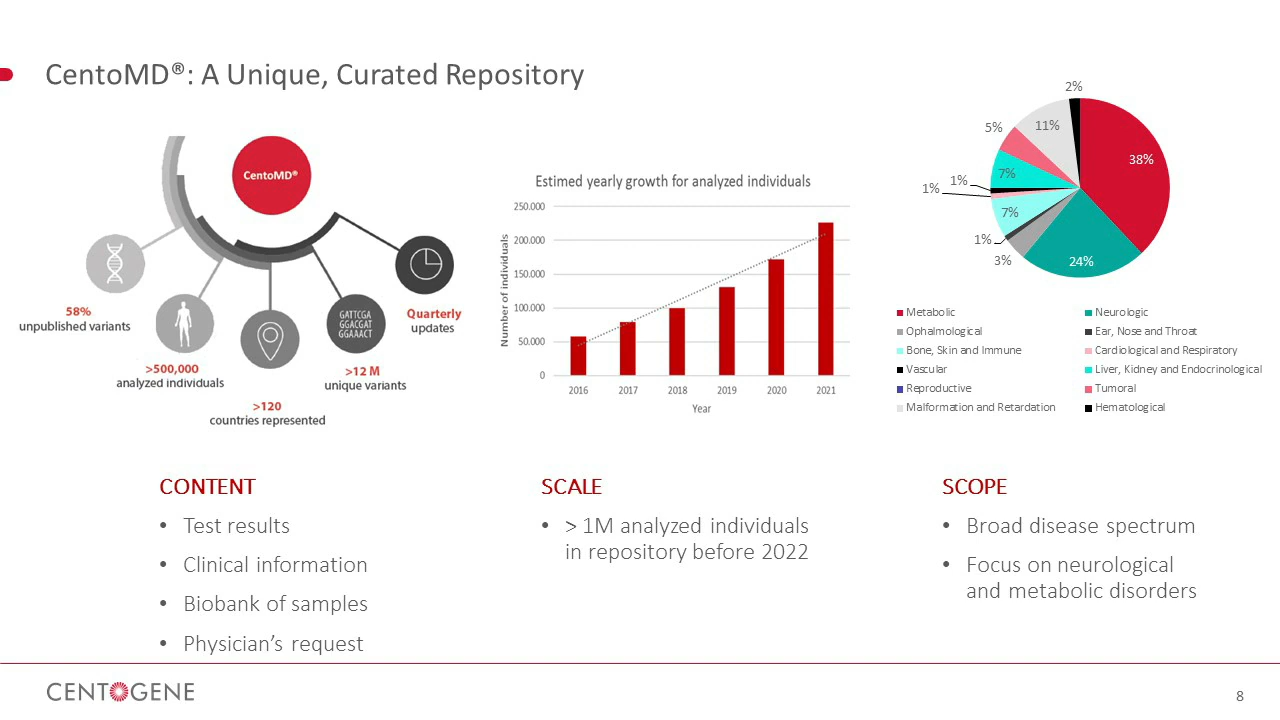 CentoMD®: A Unique, Curated Repository
CentoMD®
GATTCGA
GGACGAT
GGAAACT
58%
unpublished variants
>500,000
analyzed individuals
>120
countries represented
>12 M
unique variants
Quarterly
updates
Estimed yearly growth for analyzed individuals
Number of individuals
250.000
200.000
150.000
100.000
50.000
0
2016 2017 2018 2019 2020 2021
Year
2%
38%
24%
3%
1%
7%
1%
1%
7%
5%
11%
Metabolic
Neurologic
Ophalmological
Ear, Nose and Throat
Bone, Skin and Immune
Cardiological and Respiratory
Vascular
Liver, Kidney and Endocrinological
Reproductive
Tumoral
Malformation and Retardation
Hematological
CONTENT
• Test results
• Clinical information
• Biobank of samples
• Physician’s request
SCALE
• > 1M analyzed individuals
in repository before 2022
SCOPE
• Broad disease spectrum
• Focus on neurological
and metabolic disorders
CENTOGENE
8